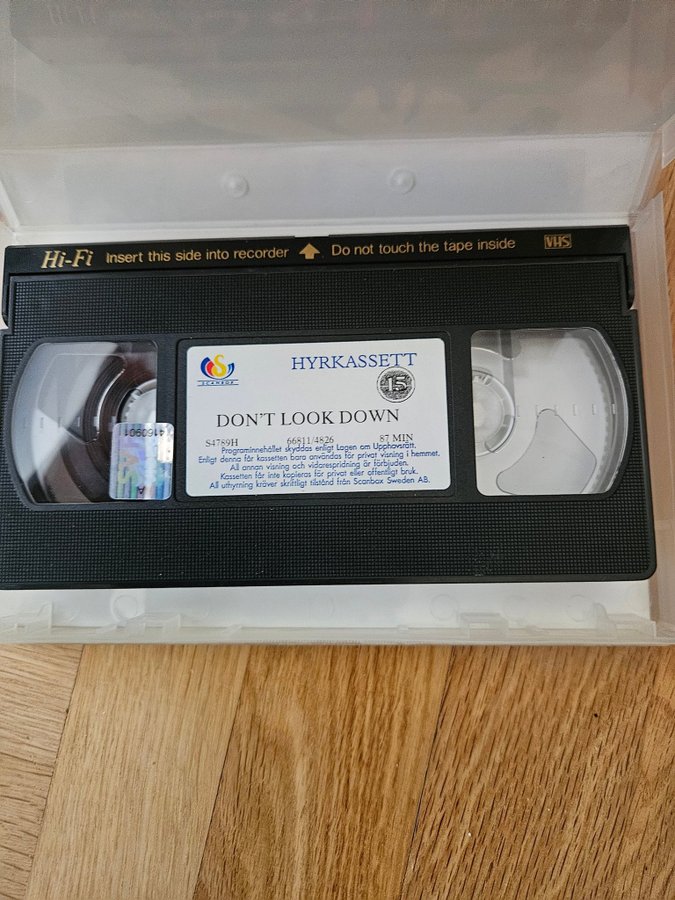 Hi-Fi Insert this side into recorder Do not touch the tape inside VHS
SCANBOX
HYRKASSETT
15
DON'T LOOK DOWN
S4789H 66811/4826 87 MIN
Programinnehållet skyddas enligt Lagen om Upphovsrätt.
Enligt denna får kassetten bara användas för privat visning i hemmet.
All annan visning och vidarespridning är förbjuden.
Kassetten får inte kopieras för privat eller offentligt bruk.
All uthyrning kräver skriftligt tillstånd från Scanbox Sweden AB.
4160901